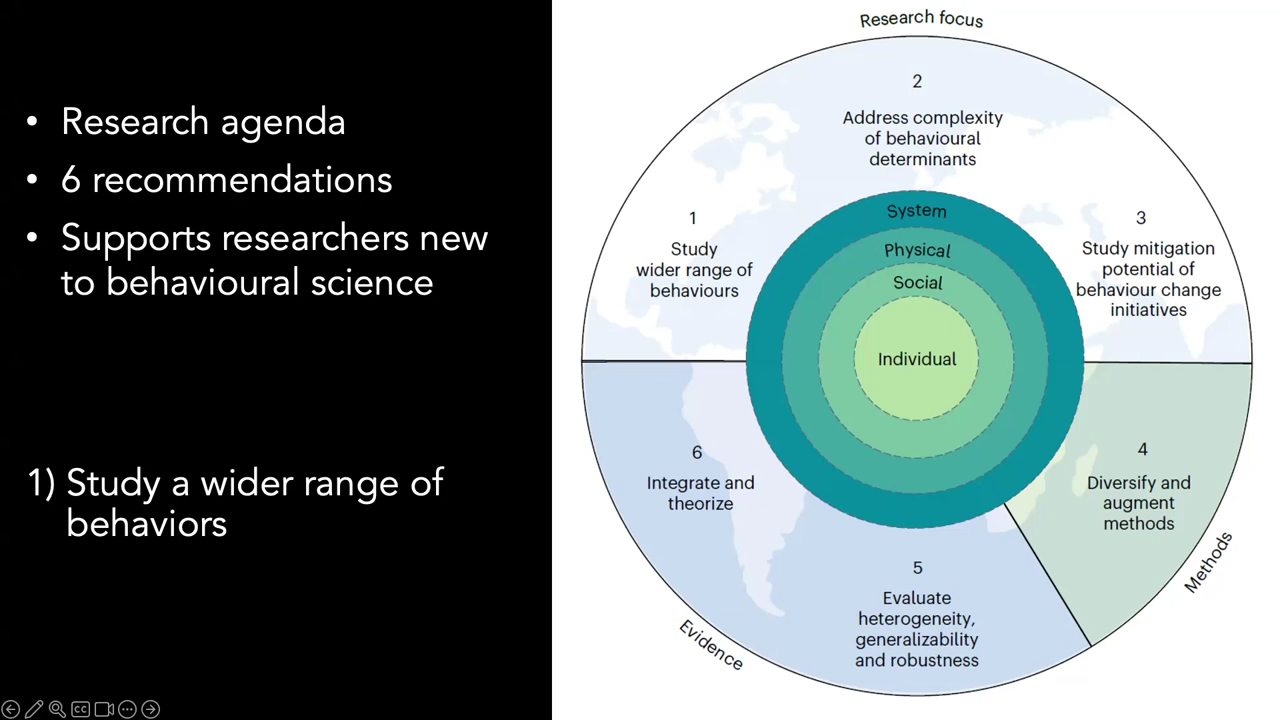 • Research agenda
• 6 recommendations
• Supports researchers new
to behavioural science
1) Study a wider range of
behaviors
Research focus
2
Address complexity
of behavioural
determinants
1
Study
wider range of
behaviours
3
Study mitigation
potential of
behaviour change
initiatives
System
Physical
Social
Individual
6
Integrate and
theorize
4
Diversify and
augment
methods
5
Evaluate
heterogeneity,
generalizability
and robustness
Methods
Evidence
CC